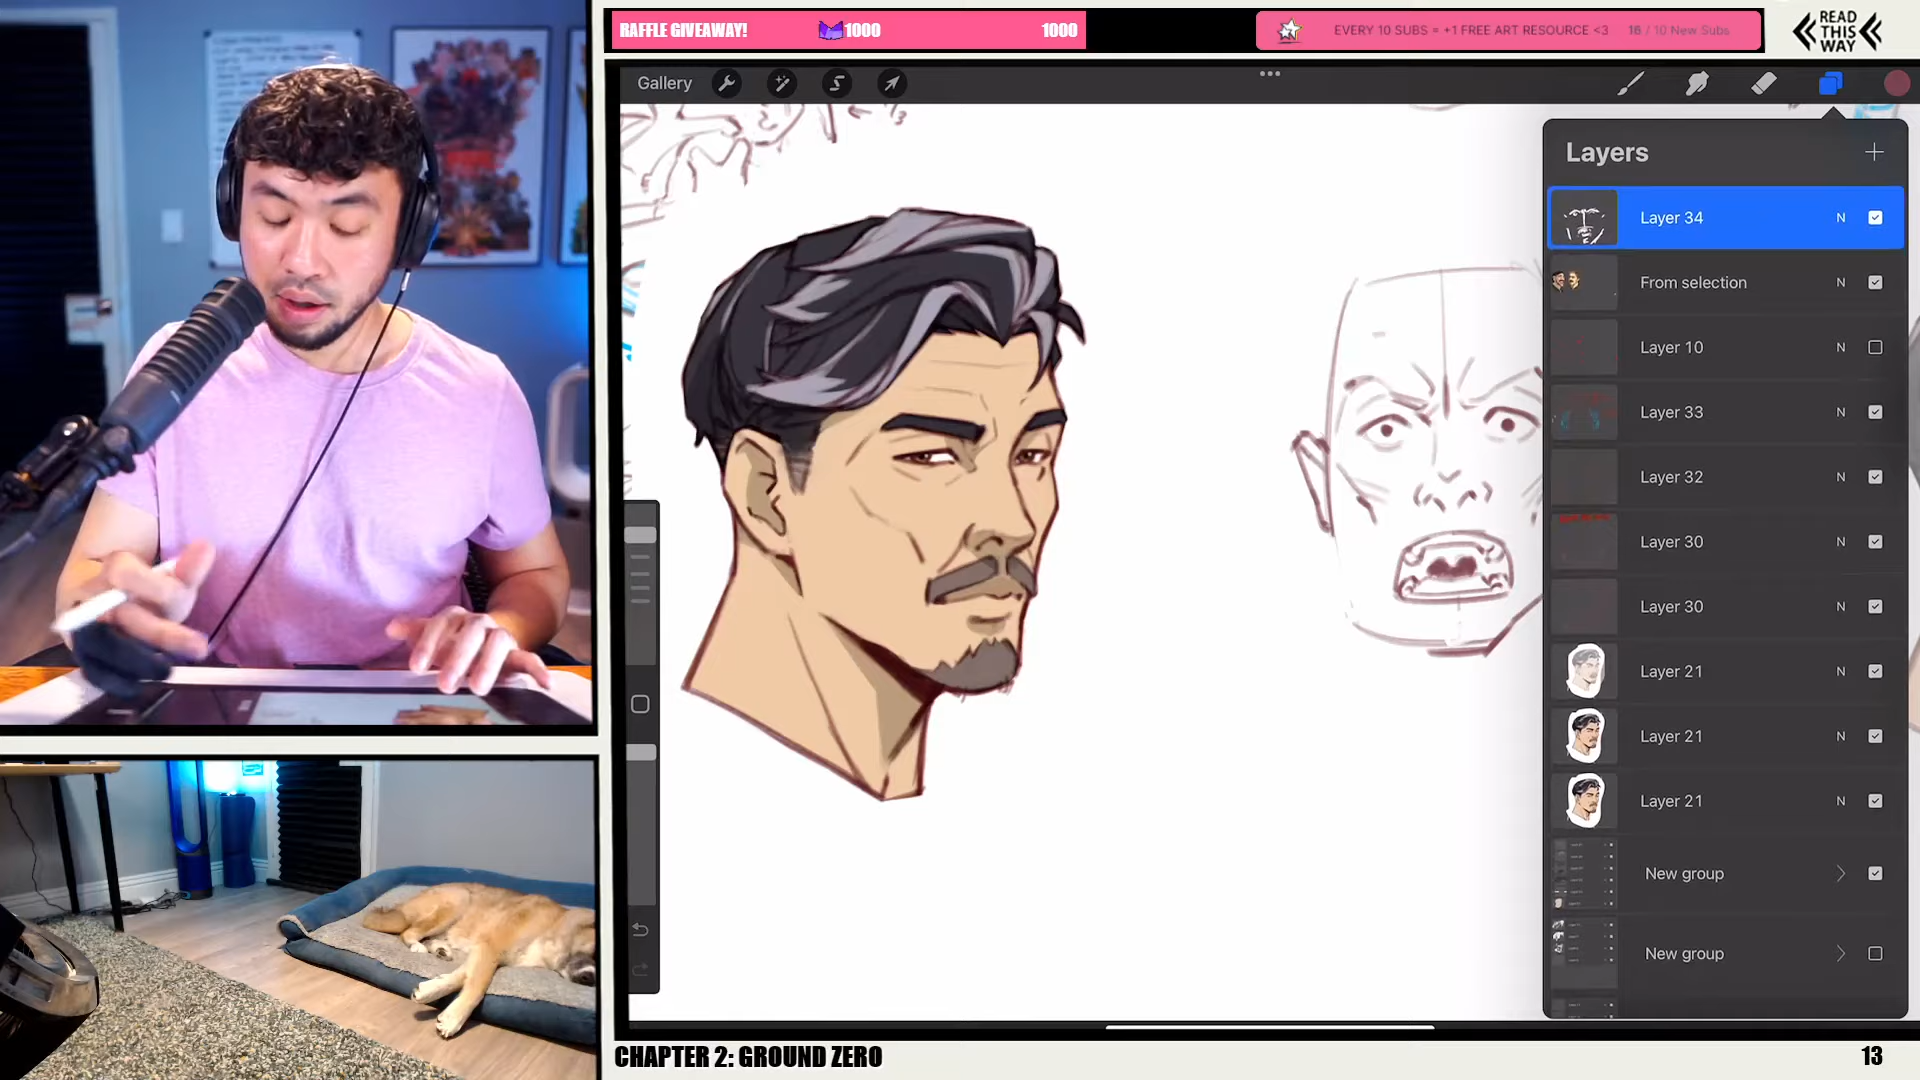 RAFFLE GIVEAWAY!
1000
1000
EVERY 10 SUBS = +1 FREE ART RESOURCE <3
16 / 10 New Subs
READ
THIS
WAY
Gallery
Layers
Layer 34
N
From selection
N
Layer 10
N
Layer 33
N
Layer 32
N
Layer 30
N
Layer 30
N
Layer 21
N
Layer 21
N
Layer 21
N
New group
New group
CHAPTER 2: GROUND ZERO
13